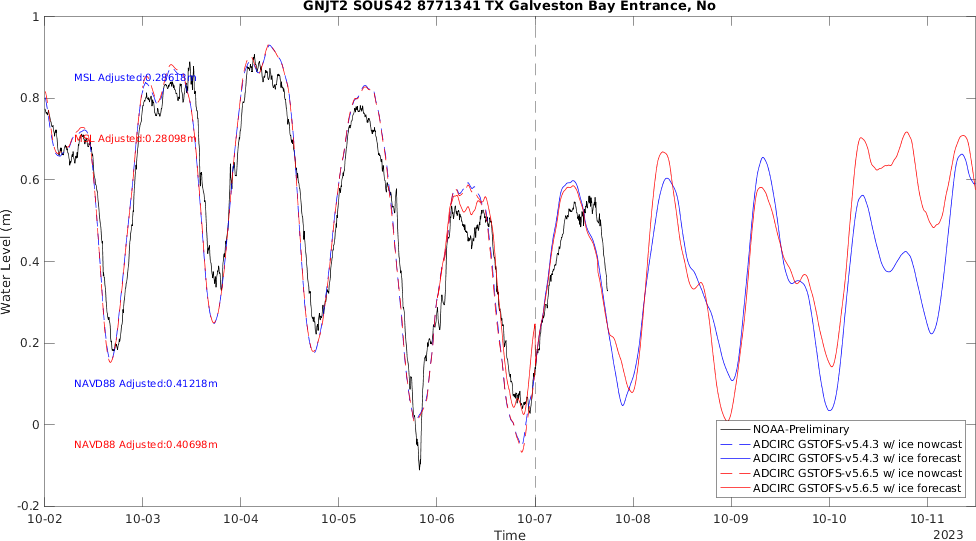 GNJT2 SOUS42 8771341 TX Galveston Bay Entrance, No
1
0.8
0.6
0.4
0.2
0
-0.2
Water Level (m)
MSL Adjusted:0.28618m
MSL Adjusted:0.28098m
NAVD88 Adjusted:0.41218m
NAVD88 Adjusted:0.40698m
NOAA-Preliminary
ADCIRC GSTOFS-v5.4.3 w/ ice nowcast
ADCIRC GSTOFS-v5.4.3 w/ ice forecast
ADCIRC GSTOFS-v5.6.5 w/ ice nowcast
ADCIRC GSTOFS-v5.6.5 w/ ice forecast
10-02 10-03 10-04 10-05 10-06 10-07 10-08 10-09 10-10 10-11
Time
2023